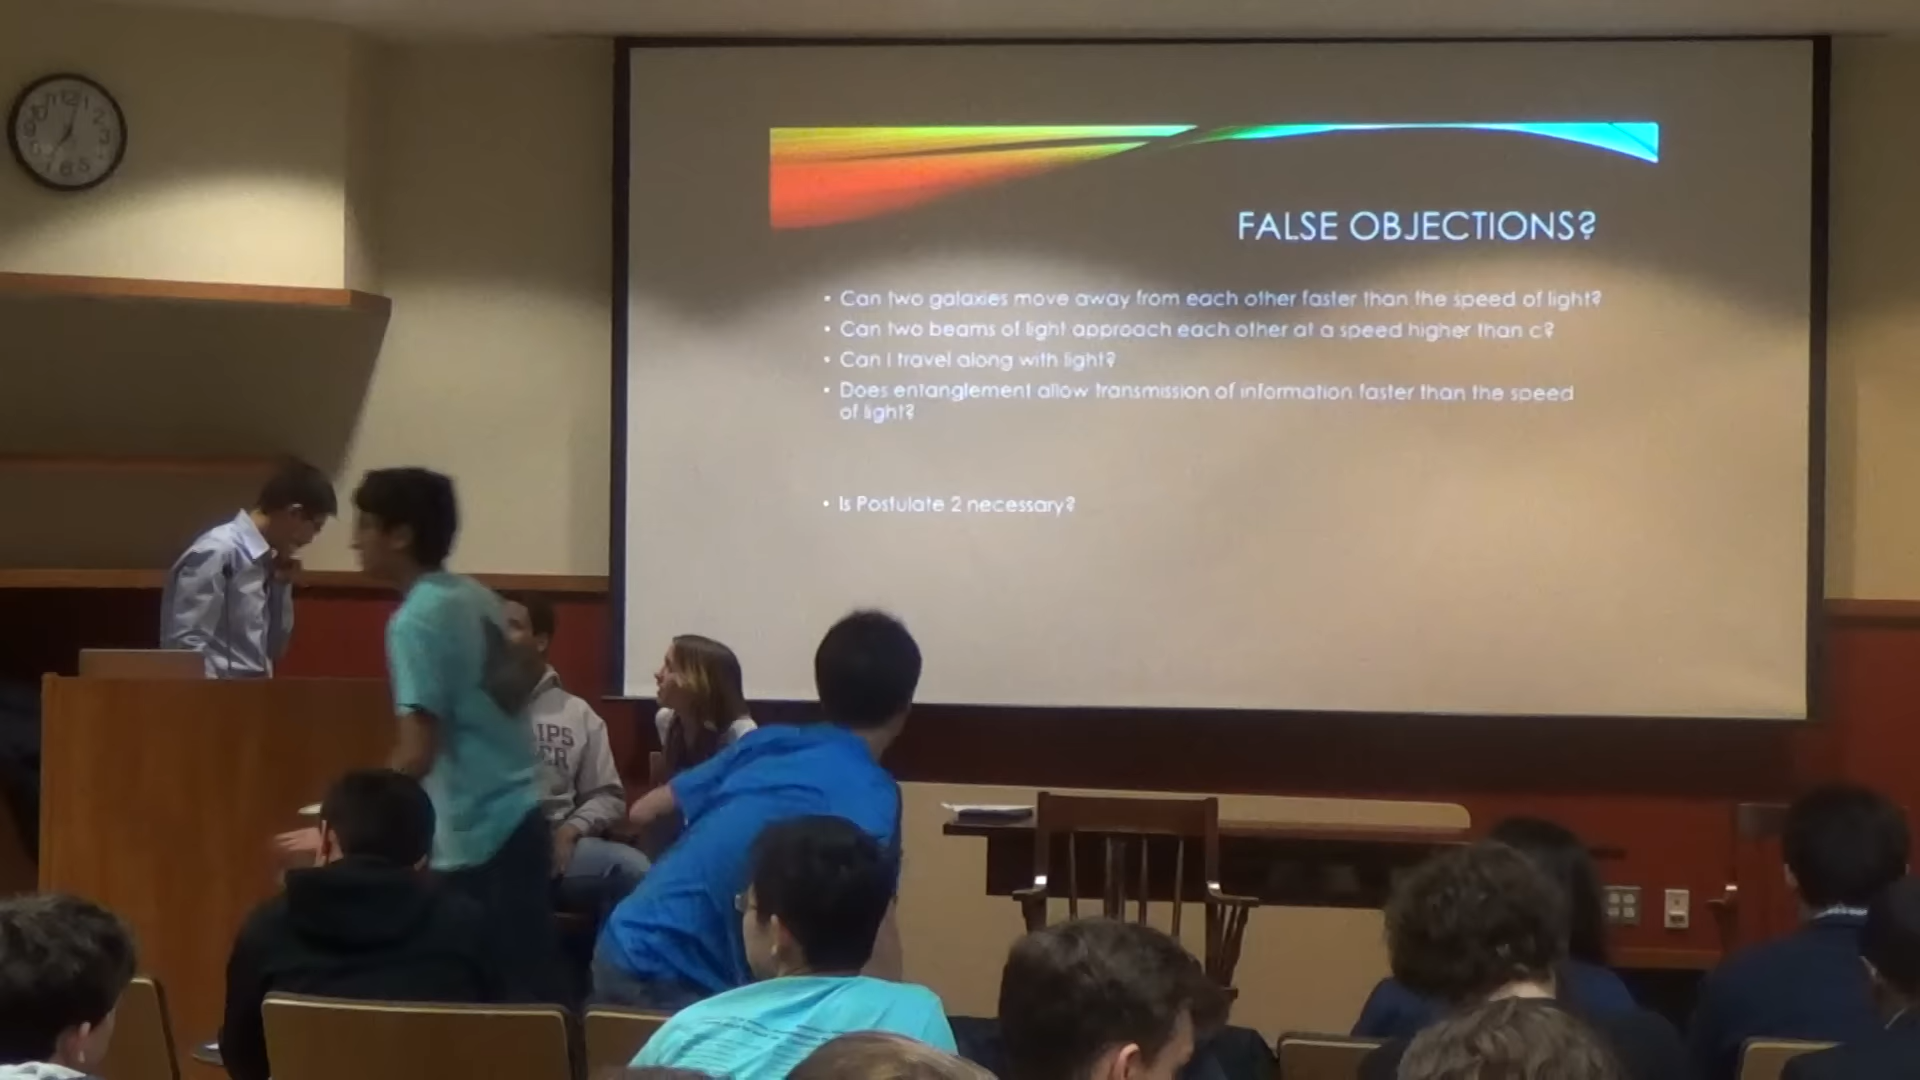 FALSE OBJECTIONS?
• Can two galaxies move away from each other faster than the speed of light?
• Can two beams of light approach each other at a speed higher than c?
• Can I travel along with light?
• Does entanglement allow transmission of information faster than the speed
of light?
• Is Postulate 2 necessary?
IPS
ER